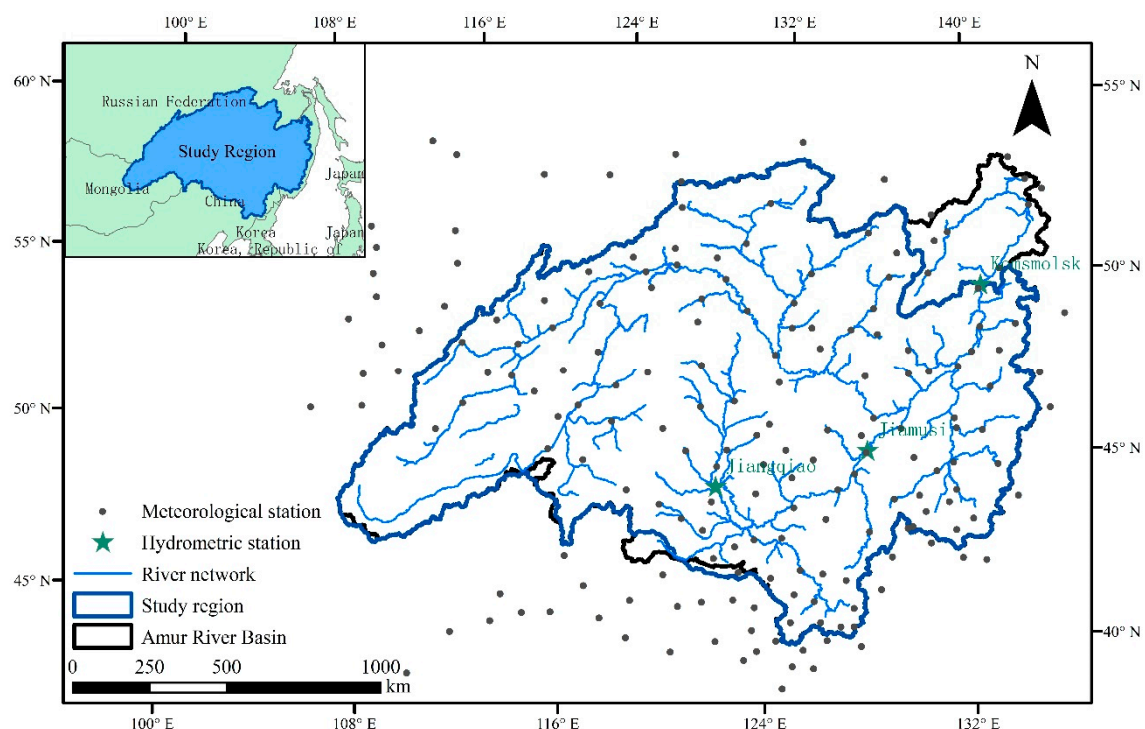 100° E 108° E 116° E 124° E 132° E 140° E
60° N
55° N
N
Russian Federation
Study Region
Mongolia
Japan
China
Korea
Japan
Korea, Republic of
55° N
50° N
Komsmolsk
50° N
45° N
Jiamusi
Jiangqiao
Meteorological station
Hydrometric station
River network
45° N
Study region
Amur River Basin
40° N
0 250 500 1000
km
100° E 108° E 116° E 124° E 132° E